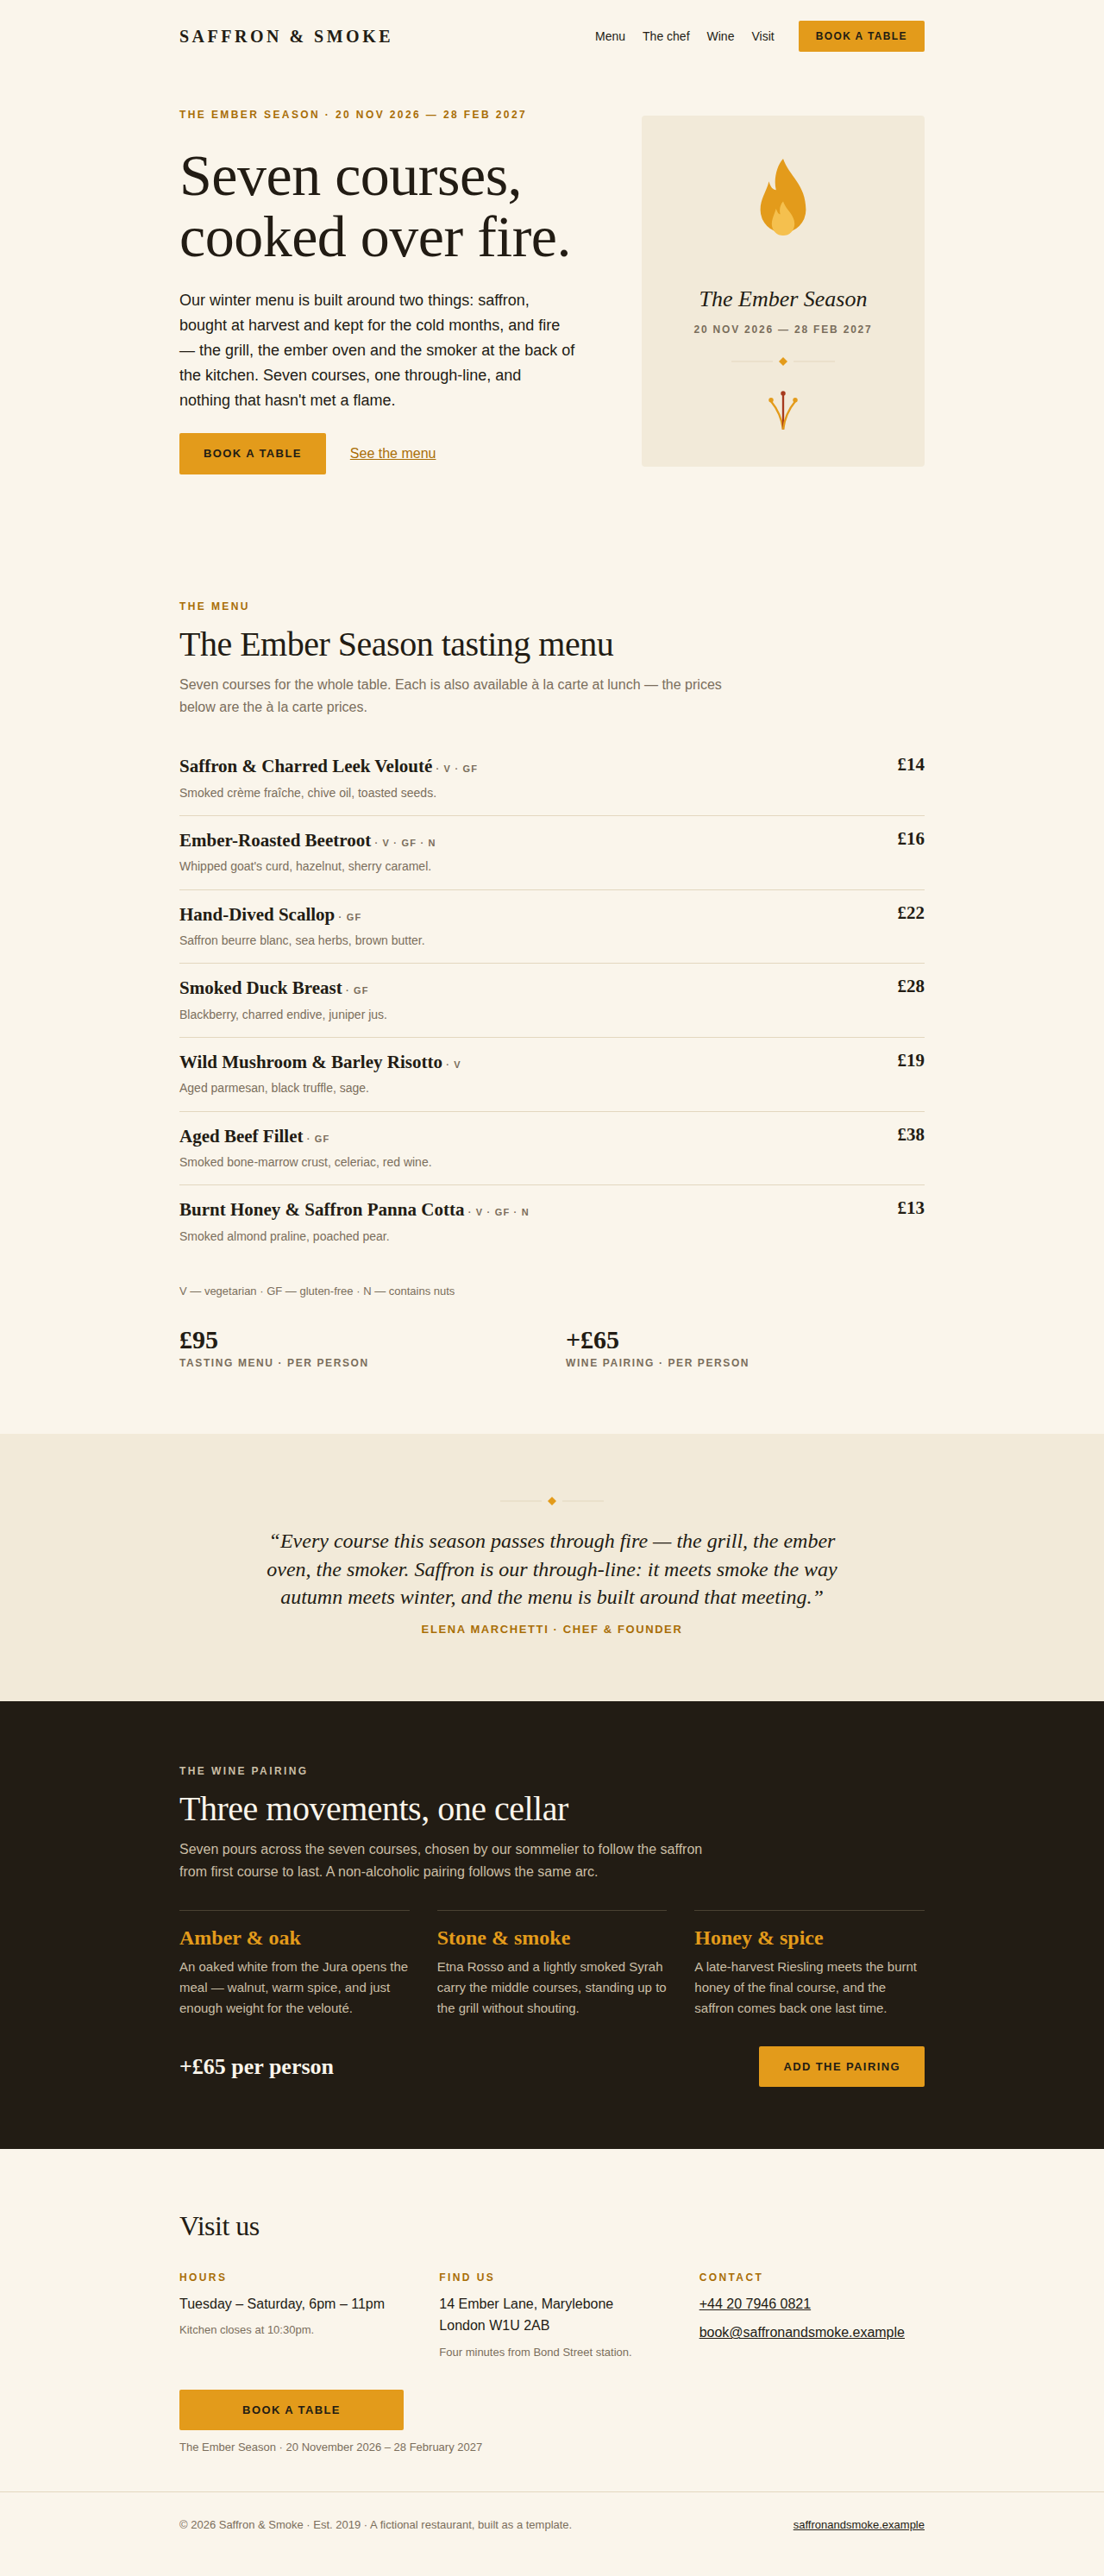 SAFFRON & SMOKE
Menu
The chef
Wine
Visit
BOOK A TABLE
THE EMBER SEASON · 20 NOV 2026 — 28 FEB 2027
Seven courses,
cooked over fire.
Our winter menu is built around two things: saffron,
bought at harvest and kept for the cold months, and fire
— the grill, the ember oven and the smoker at the back of
the kitchen. Seven courses, one through-line, and
nothing that hasn't met a flame.
BOOK A TABLE
See the menu
The Ember Season
20 NOV 2026 — 28 FEB 2027
THE MENU
The Ember Season tasting menu
Seven courses for the whole table. Each is also available à la carte at lunch — the prices
below are the à la carte prices.
Saffron & Charred Leek Velouté · V · GF
£14
Smoked crème fraîche, chive oil, toasted seeds.
Ember-Roasted Beetroot · V · GF · N
£16
Whipped goat's curd, hazelnut, sherry caramel.
Hand-Dived Scallop · GF
£22
Saffron beurre blanc, sea herbs, brown butter.
Smoked Duck Breast · GF
£28
Blackberry, charred endive, juniper jus.
Wild Mushroom & Barley Risotto · V
£19
Aged parmesan, black truffle, sage.
Aged Beef Fillet · GF
£38
Smoked bone-marrow crust, celeriac, red wine.
Burnt Honey & Saffron Panna Cotta · V · GF · N
£13
Smoked almond praline, poached pear.
V — vegetarian · GF — gluten-free · N — contains nuts
£95
TASTING MENU · PER PERSON
+£65
WINE PAIRING · PER PERSON
“Every course this season passes through fire — the grill, the ember
oven, the smoker. Saffron is our through-line: it meets smoke the way
autumn meets winter, and the menu is built around that meeting.”
ELENA MARCHETTI · CHEF & FOUNDER
THE WINE PAIRING
Three movements, one cellar
Seven pours across the seven courses, chosen by our sommelier to follow the saffron
from first course to last. A non-alcoholic pairing follows the same arc.
Amber & oak
An oaked white from the Jura opens the
meal — walnut, warm spice, and just
enough weight for the velouté.
Stone & smoke
Etna Rosso and a lightly smoked Syrah
carry the middle courses, standing up to
the grill without shouting.
Honey & spice
A late-harvest Riesling meets the burnt
honey of the final course, and the
saffron comes back one last time.
+£65 per person
ADD THE PAIRING
Visit us
HOURS
Tuesday – Saturday, 6pm – 11pm
Kitchen closes at 10:30pm.
FIND US
14 Ember Lane, Marylebone
London W1U 2AB
Four minutes from Bond Street station.
CONTACT
+44 20 7946 0821
book@saffronandsmoke.example
BOOK A TABLE
The Ember Season · 20 November 2026 – 28 February 2027
© 2026 Saffron & Smoke · Est. 2019 · A fictional restaurant, built as a template.
saffronandsmoke.example